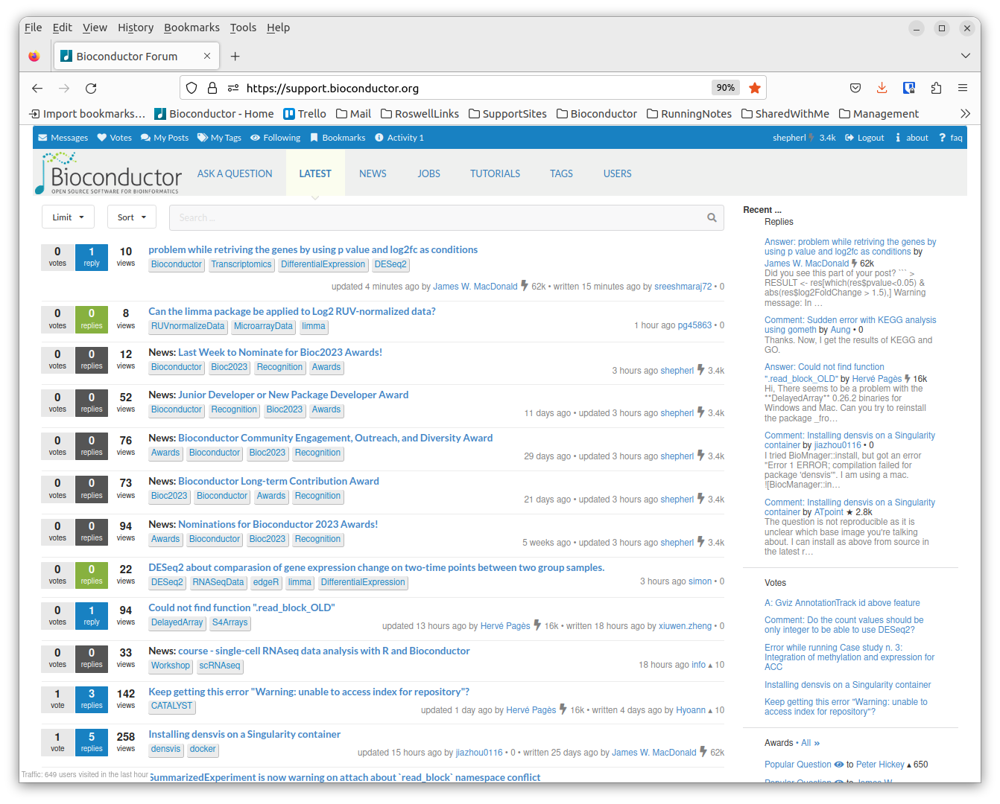 File Edit View History Bookmarks Tools Help
Bioconductor Forum
https://support.bioconductor.org 90%
Import bookmarks… Bioconductor - Home Trello Mail RoswellLinks SupportSites Bioconductor RunningNotes SharedWithMe Management
Messages Votes My Posts My Tags Following Bookmarks Activity 1 shepherl 3.4k Logout about faq
Bioconductor
OPEN SOURCE SOFTWARE FOR BIOINFORMATICS
ASK A QUESTION LATEST NEWS JOBS TUTORIALS TAGS USERS
Limit Sort Search ...
0 votes 1 reply 10 views
problem while retriving the genes by using p value and log2fc as conditions
Bioconductor Transcriptomics DifferentialExpression DESeq2
updated 4 minutes ago by James W. MacDonald 62k • written 15 minutes ago by sreeshmaraj72 • 0
0 votes 0 replies 8 views
Can the limma package be applied to Log2 RUV-normalized data?
RUVnormalizeData MicroarrayData limma
1 hour ago pg45863 • 0
0 votes 0 replies 12 views
News: Last Week to Nominate for Bioc2023 Awards!
Bioconductor Bioc2023 Recognition Awards
3 hours ago shepherl 3.4k
0 votes 0 replies 52 views
News: Junior Developer or New Package Developer Award
Bioconductor Recognition Bioc2023 Awards
11 days ago • updated 3 hours ago shepherl 3.4k
0 votes 0 replies 76 views
News: Bioconductor Community Engagement, Outreach, and Diversity Award
Awards Bioconductor Bioc2023 Recognition
29 days ago • updated 3 hours ago shepherl 3.4k
0 votes 0 replies 73 views
News: Bioconductor Long-term Contribution Award
Bioc2023 Bioconductor Awards Recognition
21 days ago • updated 3 hours ago shepherl 3.4k
0 votes 0 replies 94 views
News: Nominations for Bioconductor 2023 Awards!
Awards Bioconductor Bioc2023 Recognition
5 weeks ago • updated 3 hours ago shepherl 3.4k
0 votes 0 replies 22 views
DESeq2 about comparasion of gene expression change on two-time points between two group samples.
DESeq2 RNASeqData edgeR limma DifferentialExpression
3 hours ago simon • 0
0 votes 1 reply 94 views
Could not find function ".read_block_OLD"
DelayedArray S4Arrays
updated 13 hours ago by Hervé Pagès 16k • written 18 hours ago by xiuwen.zheng • 0
0 votes 0 replies 33 views
News: course - single-cell RNAseq data analysis with R and Bioconductor
Workshop scRNAseq
18 hours ago info ▴ 10
1 vote 3 replies 142 views
Keep getting this error "Warning: unable to access index for repository"?
CATALYST
updated 1 day ago by Hervé Pagès 16k • written 4 days ago by Hyoann ▴ 10
1 vote 5 replies 258 views
Installing densvis on a Singularity container
densvis docker
updated 15 hours ago by jiazhou0116 • 0 • written 25 days ago by James W. MacDonald 62k
SummarizedExperiment is now warning on attach about `read_block` namespace conflict
Traffic: 649 users visited in the last hour
Recent ...
Replies
Answer: problem while retriving the genes by
using p value and log2fc as conditions by
James W. MacDonald 62k
Did you see this part of your post? ``` >
RESULT <- res[which(res$pvalue<0.05) &
abs(res$log2FoldChange > 1.5),] Warning
message: In …
Comment: Sudden error with KEGG analysis
using gometh by Aung • 0
Thanks. Now, I get the results of KEGG and
GO.
Answer: Could not find function
".read_block_OLD" by Hervé Pagès 16k
Hi, There seems to be a problem with the
**DelayedArray** 0.26.2 binaries for
Windows and Mac. Can you try to reinstall
the package _fro…
Comment: Installing densvis on a Singularity
container by jiazhou0116 • 0
I tried BioMnager::install, but got an error
"Error 1 ERROR; compilation failed for
package 'densvis'". I am using a mac.
![BiocManager::in…
Comment: Installing densvis on a Singularity
container by ATpoint ★ 2.8k
The question is not reproducible as it is
unclear which base image you're talking
about. I can install as above from source in
the latest r…
Votes
A: Gviz AnnotationTrack id above feature
Comment: Do the count values should be
only integer to be able to use DESeq2?
Error while running Case study n. 3:
Integration of methylation and expression for
ACC
Installing densvis on a Singularity container
Keep getting this error "Warning: unable to
access index for repository"?
Awards • All »
Popular Question to Peter Hickey ▴ 650
Popular Question to James W.